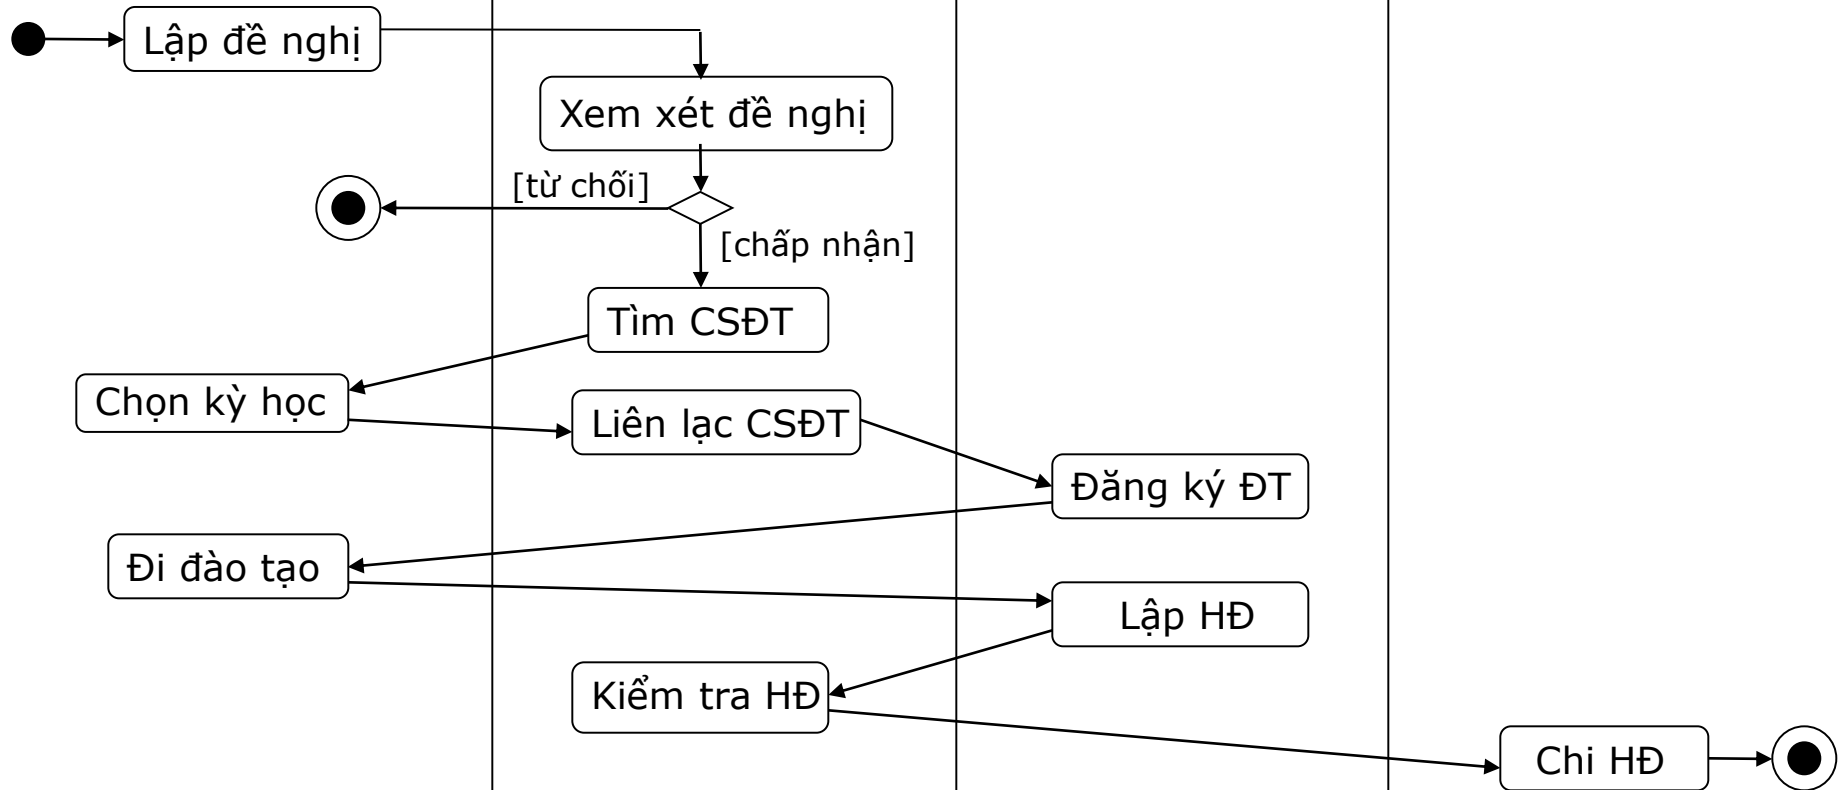 Lập đề nghị
Xem xét đề nghị
[từ chối]
[chấp nhận]
Tìm CSĐT
Chọn kỳ học
Liên lạc CSĐT
Đăng ký ĐT
Đi đào tạo
Lập HĐ
Kiểm tra HĐ
Chi HĐ